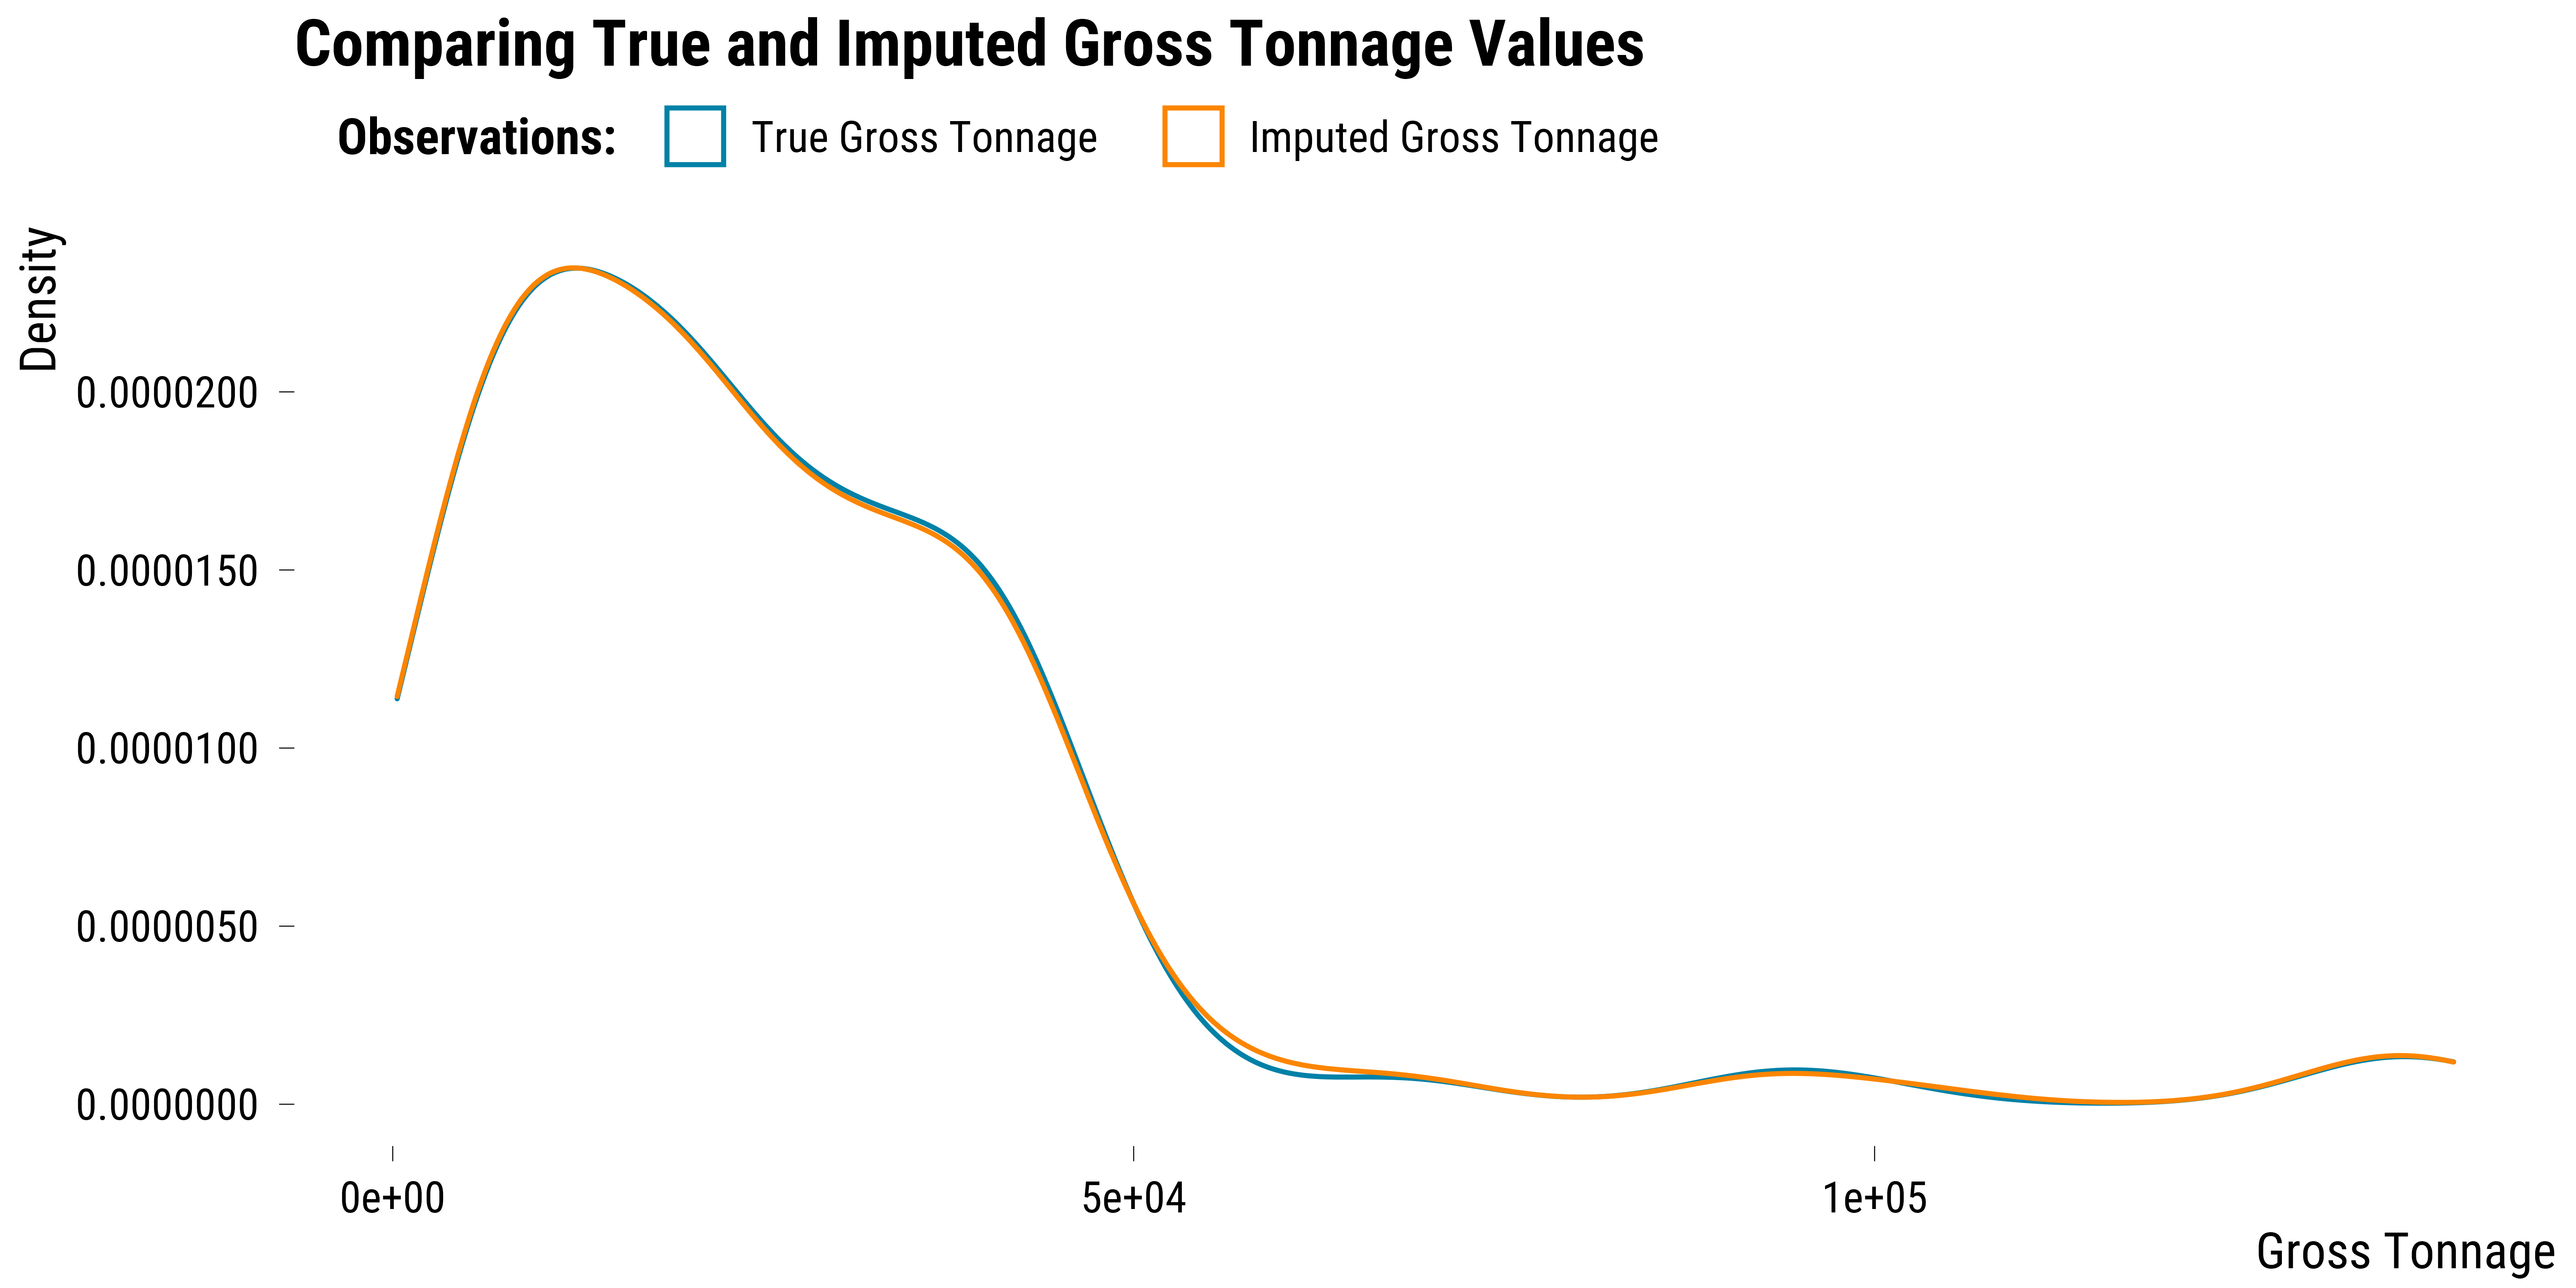 Comparing True and Imputed Gross Tonnage Values
Observations: True Gross Tonnage Imputed Gross Tonnage
Density
0.0000200
0.0000150
0.0000100
0.0000050
0.0000000
0e+00 5e+04 1e+05
Gross Tonnage